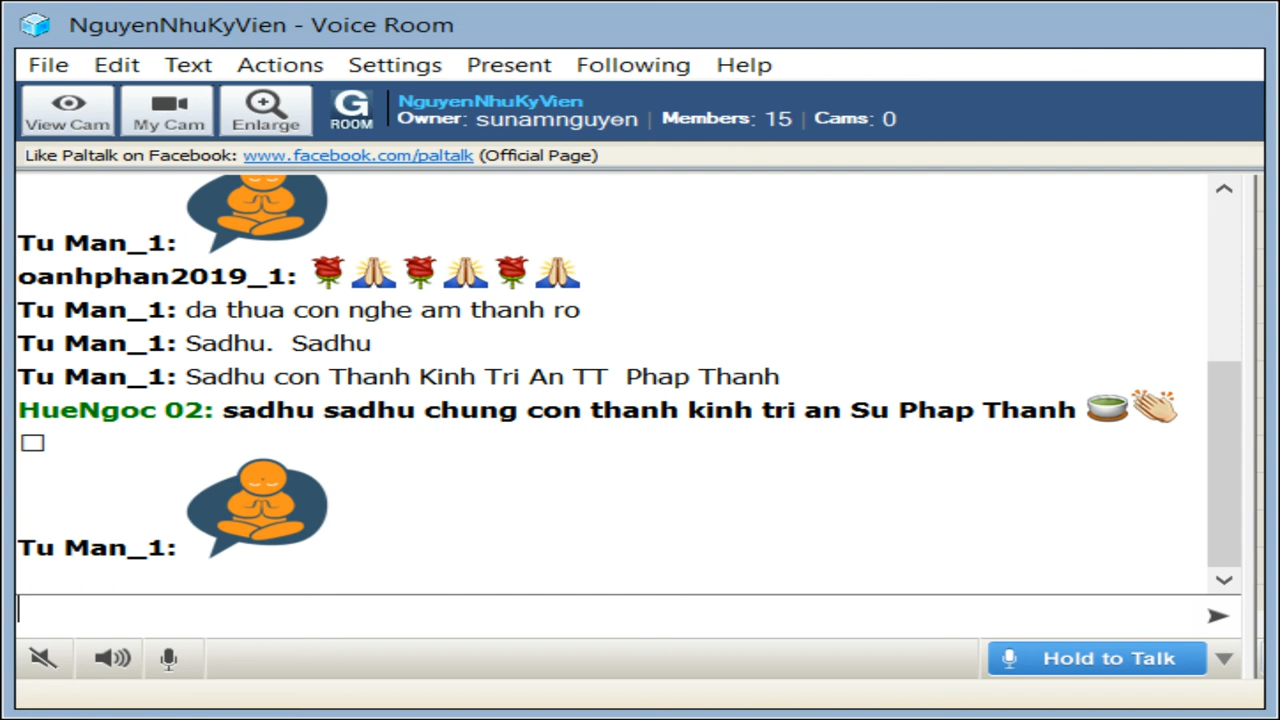 NguyenNhuKyVien - Voice Room
File Edit Text Actions Settings Present Following Help
View Cam My Cam Enlarge G ROOM
NguyenNhuKyVien
Owner: sunamnguyen | Members: 15 | Cams: 0
Like Paltalk on Facebook: www.facebook.com/paltalk (Official Page)
Tu Man_1:
oanhphan2019_1:
Tu Man_1: da thua con nghe am thanh ro
Tu Man_1: Sadhu. Sadhu
Tu Man_1: Sadhu con Thanh Kinh Tri An TT Phap Thanh
HueNgoc 02: sadhu sadhu chung con thanh kinh tri an Su Phap Thanh
Tu Man_1:
Hold to Talk